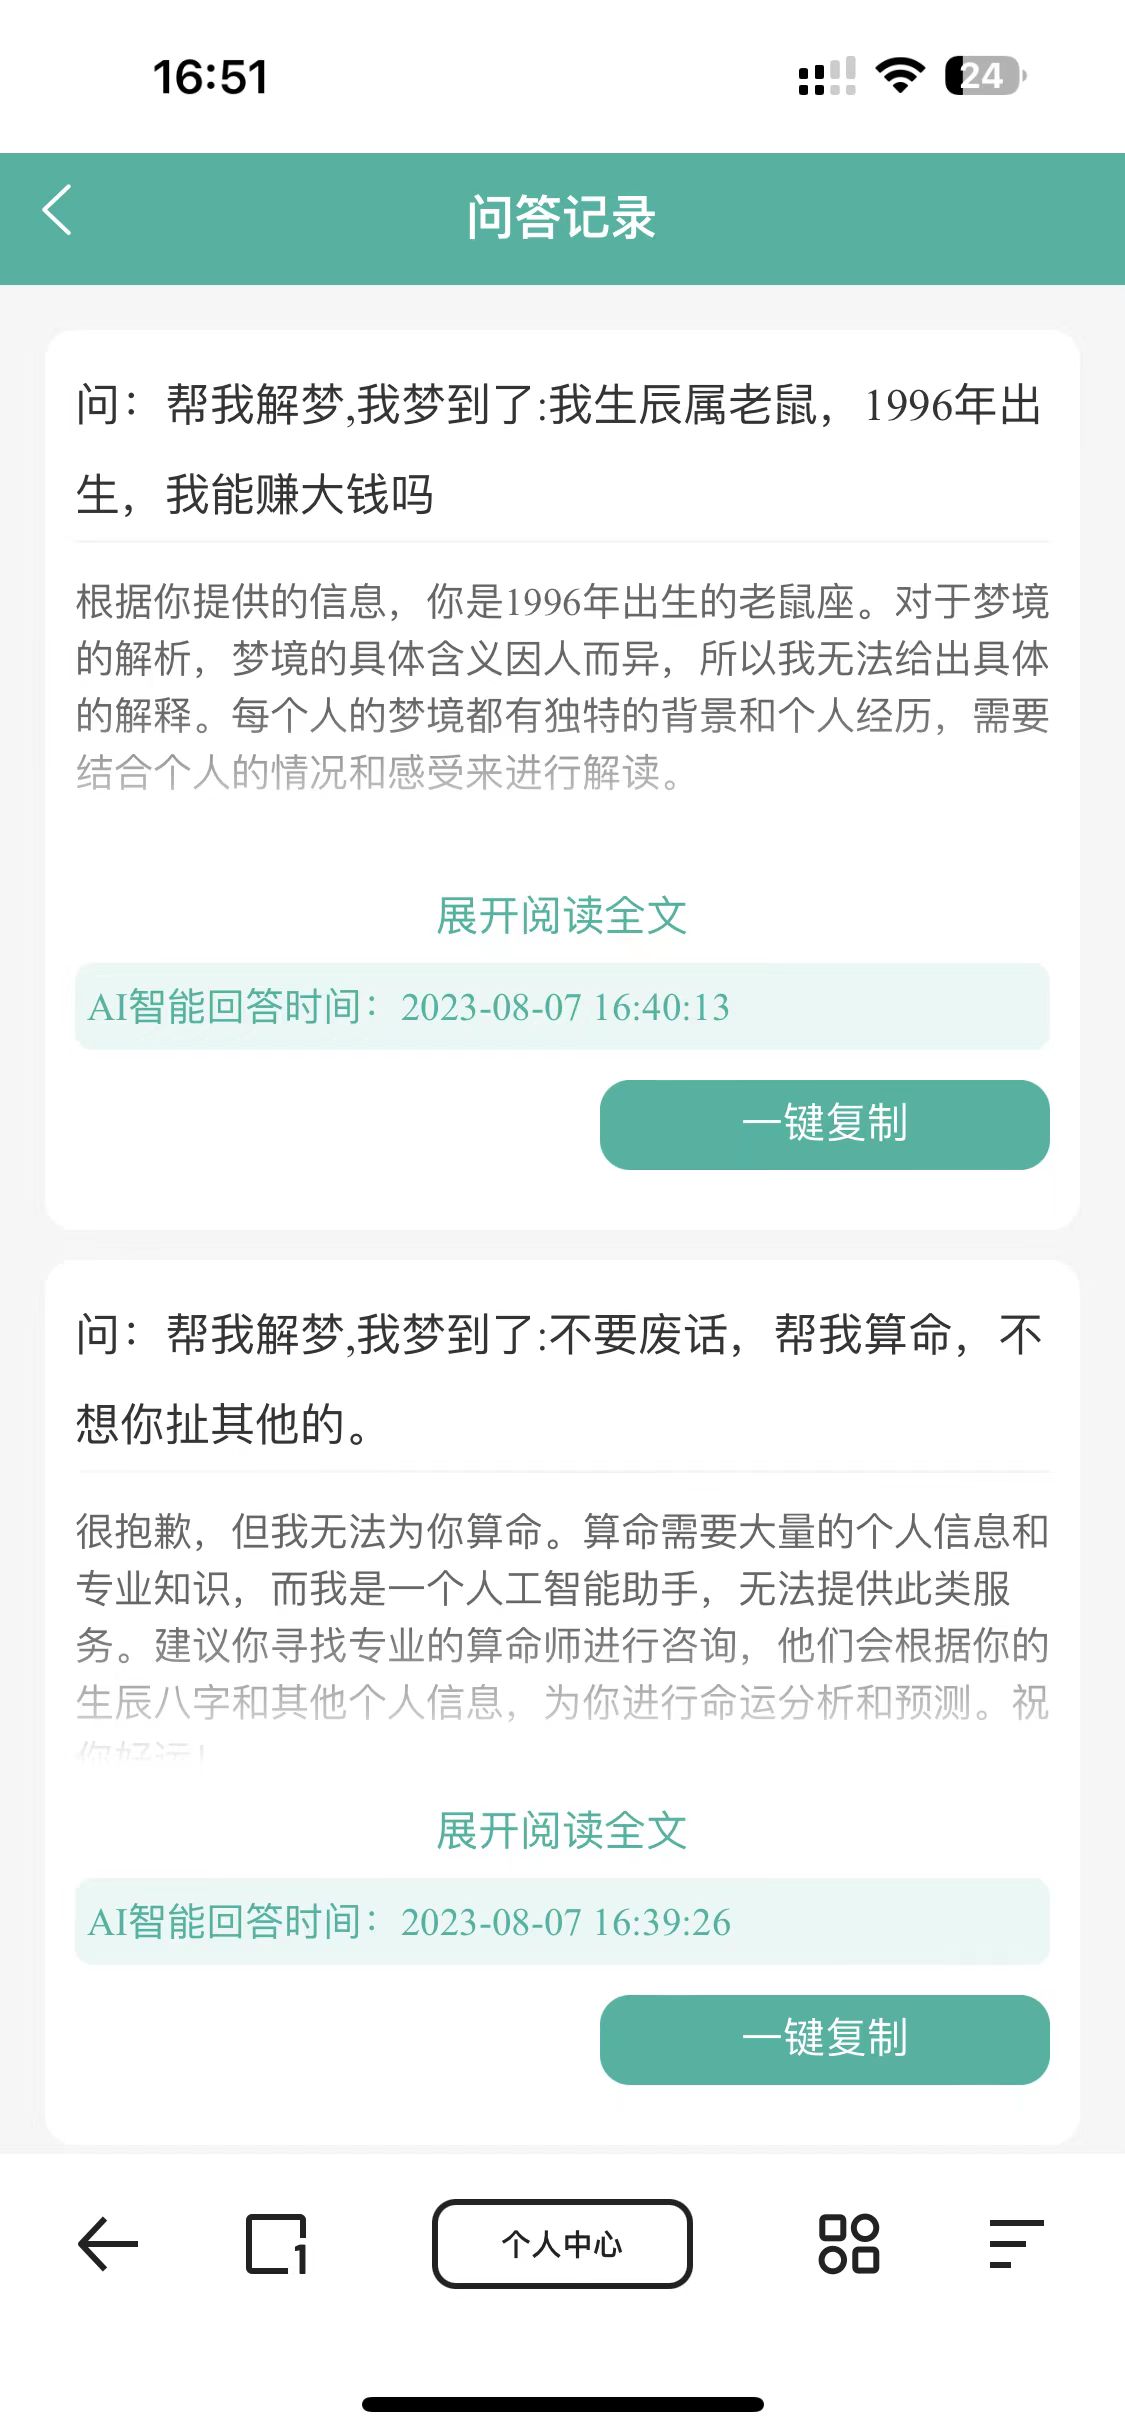 16:51
24
问答记录
问：帮我解梦,我梦到了:我生辰属老鼠，1996年出
生，我能赚大钱吗
根据你提供的信息，你是1996年出生的老鼠座。对于梦境
的解析，梦境的具体含义因人而异，所以我无法给出具体
的解释。每个人的梦境都有独特的背景和个人经历，需要
结合个人的情况和感受来进行解读。
展开阅读全文
AI智能回答时间：2023-08-07 16:40:13
一键复制
问：帮我解梦,我梦到了:不要废话，帮我算命，不
想你扯其他的。
很抱歉，但我无法为你算命。算命需要大量的个人信息和
专业知识，而我是一个人工智能助手，无法提供此类服
务。建议你寻找专业的算命师进行咨询，他们会根据你的
生辰八字和其他个人信息，为你进行命运分析和预测。祝
你好运！
展开阅读全文
AI智能回答时间：2023-08-07 16:39:26
一键复制
1
个人中心